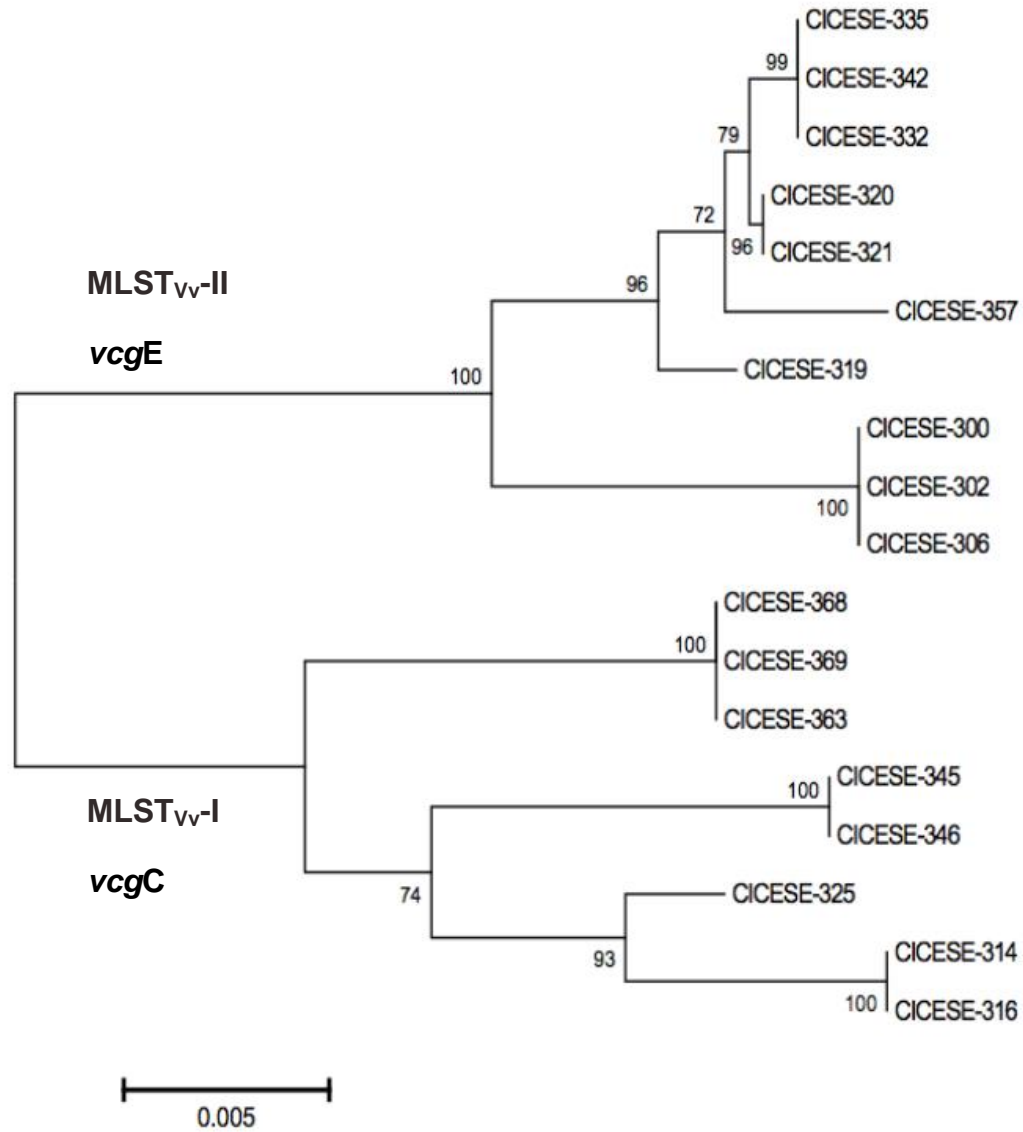 CICESE-335
99
CICESE-342
79
CICESE-332
CICESE-320
72
96
CICESE-321
MLSTVv-II
96
CICESE-357
vcgE
CICESE-319
100
CICESE-300
CICESE-302
100
CICESE-306
CICESE-368
100
CICESE-369
CICESE-363
CICESE-345
100
MLSTVv-I
CICESE-346
vcgC
74
CICESE-325
93
CICESE-314
100
CICESE-316
0.005